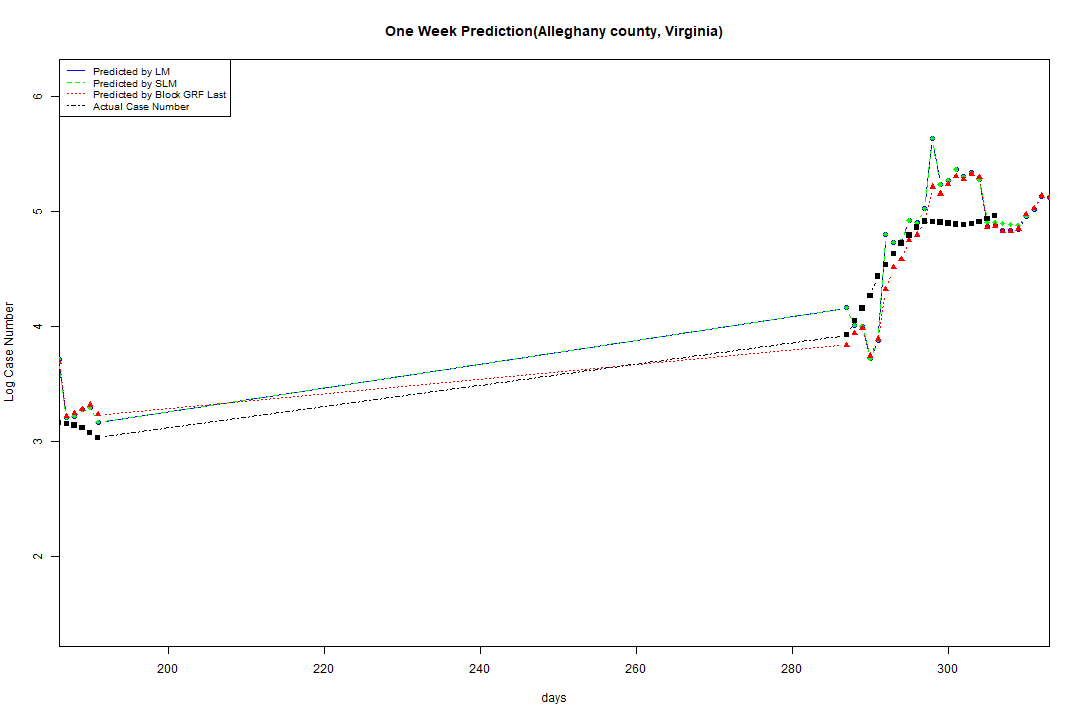 One Week Prediction(Alleghany county, Virginia)
Predicted by LM
Predicted by SLM
Predicted by Block GRF Last
Actual Case Number
6
5
4
3
2
Log Case Number
200 220 240 260 280 300
days